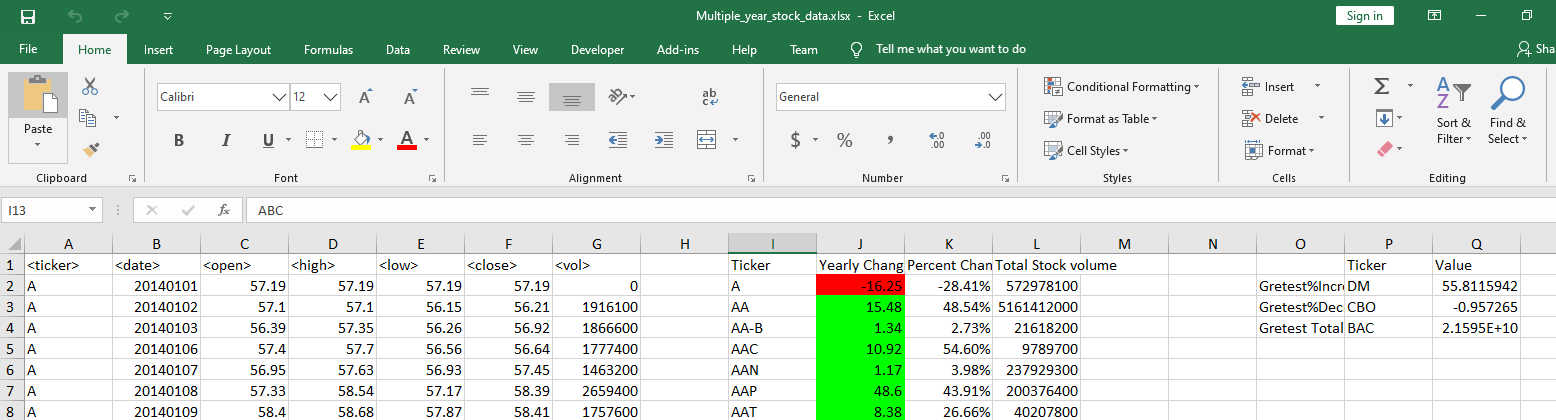 Multiple_year_stock_data.xlsx - Excel
Sign in
File Home Insert Page Layout Formulas Data Review View Developer Add-ins Help Team Tell me what you want to do Sha
Paste
Calibri 12
B I U A
ab
General
$ % ,
Conditional Formatting
Format as Table
Cell Styles
Insert
Delete
Format
Σ
Sort & Filter
Find & Select
Clipboard Font Alignment Number Styles Cells Editing
I13 fx ABC
A B C D E F G H I J K L M N O P Q
1 <ticker> <date> <open> <high> <low> <close> <vol> Ticker Yearly Chang Percent Chan Total Stock volume Ticker Value
2 A 20140101 57.19 57.19 57.19 57.19 0 A -16.25 -28.41% 572978100 Gretest%Incr DM 55.8115942
3 A 20140102 57.1 57.1 56.15 56.21 1916100 AA 15.48 48.54% 5161412000 Gretest%Dec CBO -0.957265
4 A 20140103 56.39 57.35 56.26 56.92 1866600 AA-B 1.34 2.73% 21618200 Gretest Total BAC 2.1595E+10
5 A 20140106 57.4 57.7 56.56 56.64 1777400 AAC 10.92 54.60% 9789700
6 A 20140107 56.95 57.63 56.93 57.45 1463200 AAN 1.17 3.98% 237929300
7 A 20140108 57.33 58.54 57.17 58.39 2659400 AAP 48.6 43.91% 200376400
8 A 20140109 58.4 58.68 57.87 58.41 1757600 AAT 8.38 26.66% 40207800